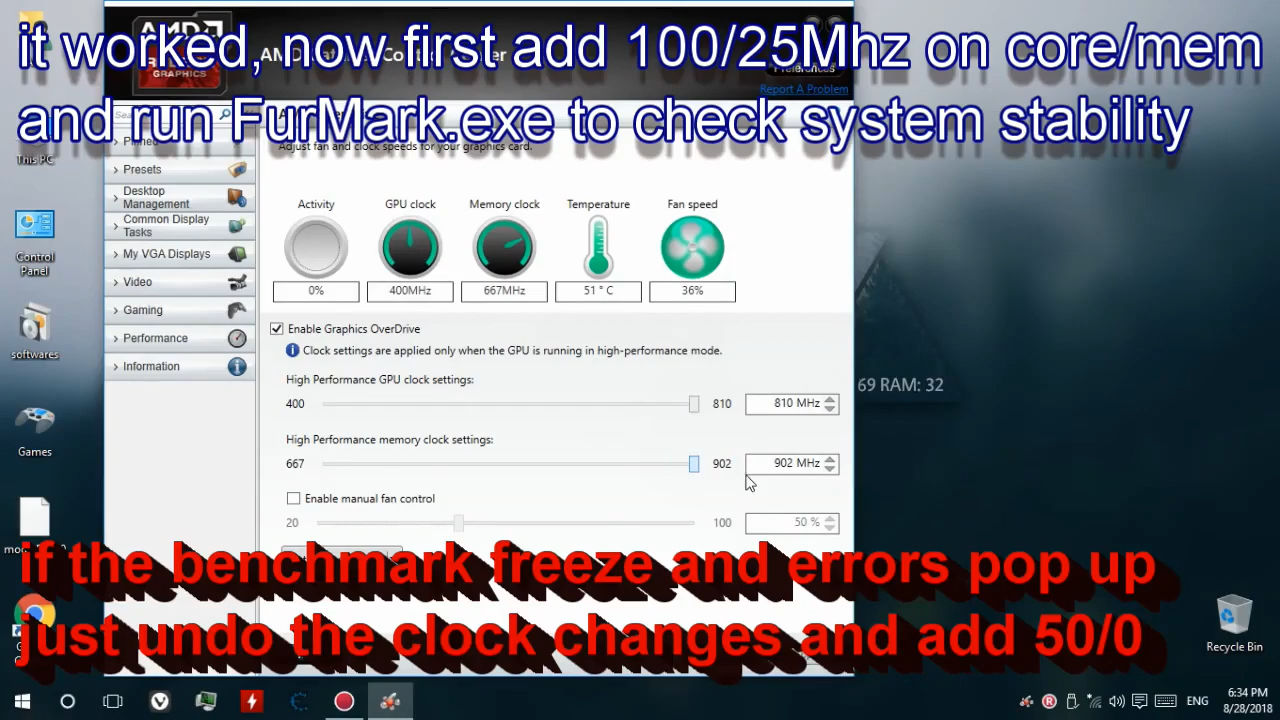 it worked, now first add 100/25Mhz on core/mem
and run FurMark.exe to check system stability
AMD
GRAPHICS
Preferences
Report A Problem
Adjust fan and clock speeds for your graphics card.
This PC
Pinned
Presets
Desktop
Management
Common Display
Tasks
My VGA Displays
Video
Gaming
Performance
Information
Control
Panel
softwares
Games
Activity GPU clock Memory clock Temperature Fan speed
0% 400MHz 667MHz 51 ° C 36%
Enable Graphics OverDrive
Clock settings are applied only when the GPU is running in high-performance mode.
High Performance GPU clock settings:
400 810 810 MHz
High Performance memory clock settings:
667 902 902 MHz
Enable manual fan control
20 100 50 %
69 RAM: 32
if the benchmark freeze and errors pop up
just undo the clock changes and add 50/0
Recycle Bin
ENG
6:34 PM
8/28/2018